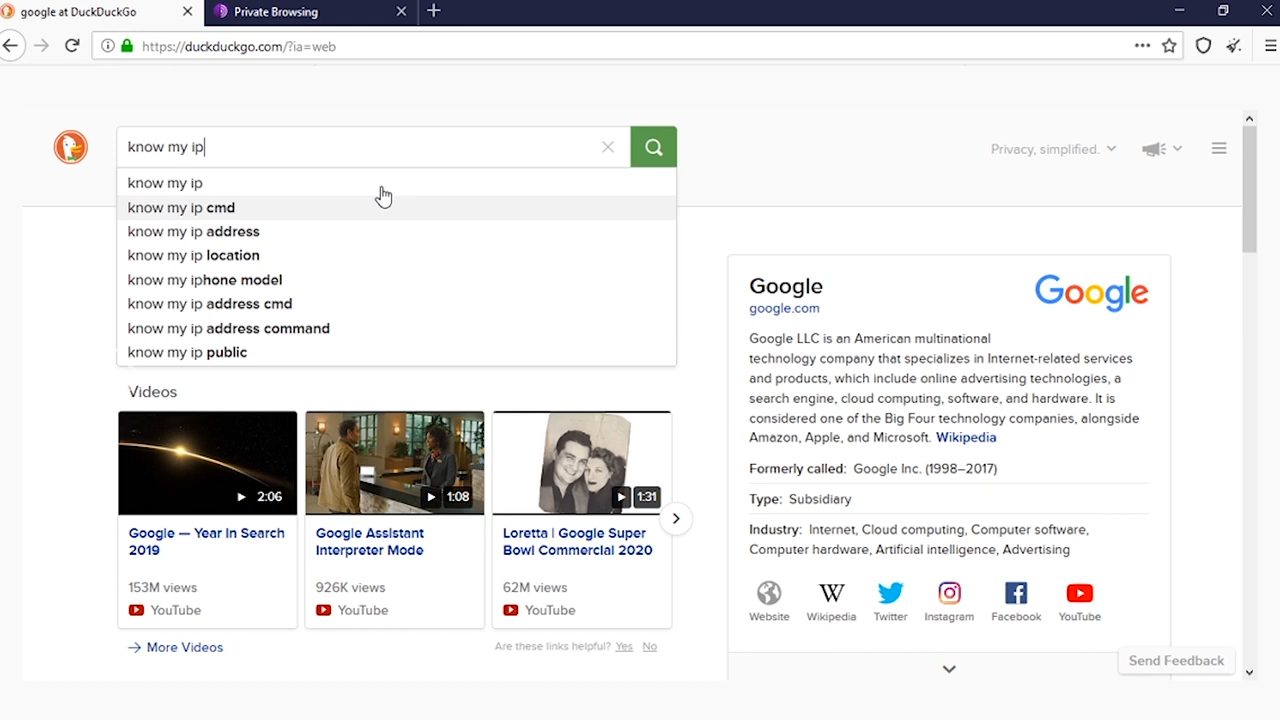 google at DuckDuckGo
Private Browsing
https://duckduckgo.com/?ia=web
know my ip
Privacy, simplified.
know my ip
know my ip cmd
know my ip address
know my ip location
know my iphone model
know my ip address cmd
know my ip address command
know my ip public
Videos
2:06
1:08
1:31
Google — Year In Search
2019
153M views
YouTube
Google Assistant
Interpreter Mode
926K views
YouTube
Loretta | Google Super
Bowl Commercial 2020
62M views
YouTube
More Videos
Are these links helpful? Yes No
Google
google.com
Google
Google LLC is an American multinational
technology company that specializes in Internet-related services
and products, which include online advertising technologies, a
search engine, cloud computing, software, and hardware. It is
considered one of the Big Four technology companies, alongside
Amazon, Apple, and Microsoft. Wikipedia
Formerly called: Google Inc. (1998–2017)
Type: Subsidiary
Industry: Internet, Cloud computing, Computer software,
Computer hardware, Artificial intelligence, Advertising
W
Website
Wikipedia
Twitter
Instagram
Facebook
YouTube
Send Feedback